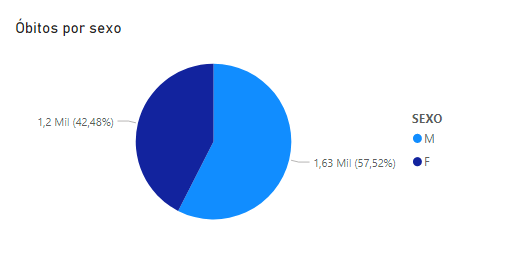 Óbitos por sexo
1,2 Mil (42,48%)
1,63 Mil (57,52%)
SEXO
M
F